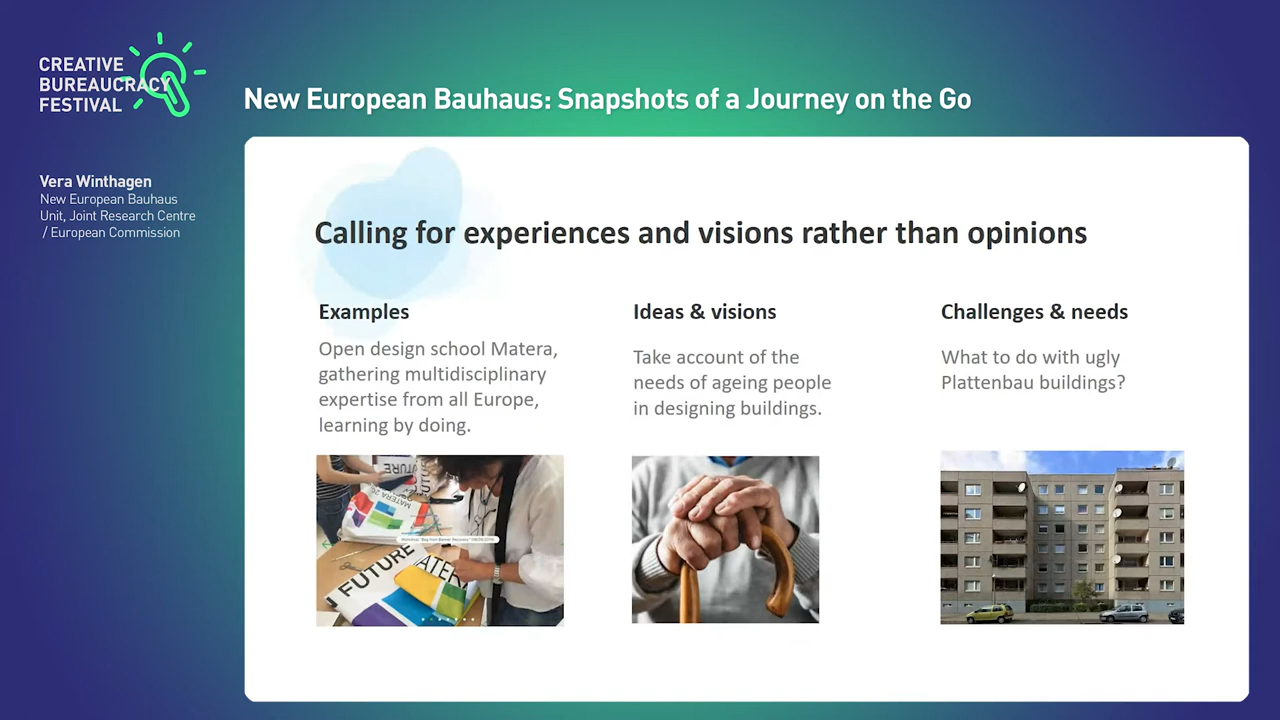 CREATIVE
BUREAUCRACY
FESTIVAL
New European Bauhaus: Snapshots of a Journey on the Go
Vera Winthagen
New European Bauhaus
Unit, Joint Research Centre
/ European Commission
Calling for experiences and visions rather than opinions
Examples
Open design school Matera,
gathering multidisciplinary
expertise from all Europe,
learning by doing.
Ideas & visions
Take account of the
needs of ageing people
in designing buildings.
Challenges & needs
What to do with ugly
Plattenbau buildings?
FUTURE
FUTURE
MATERA